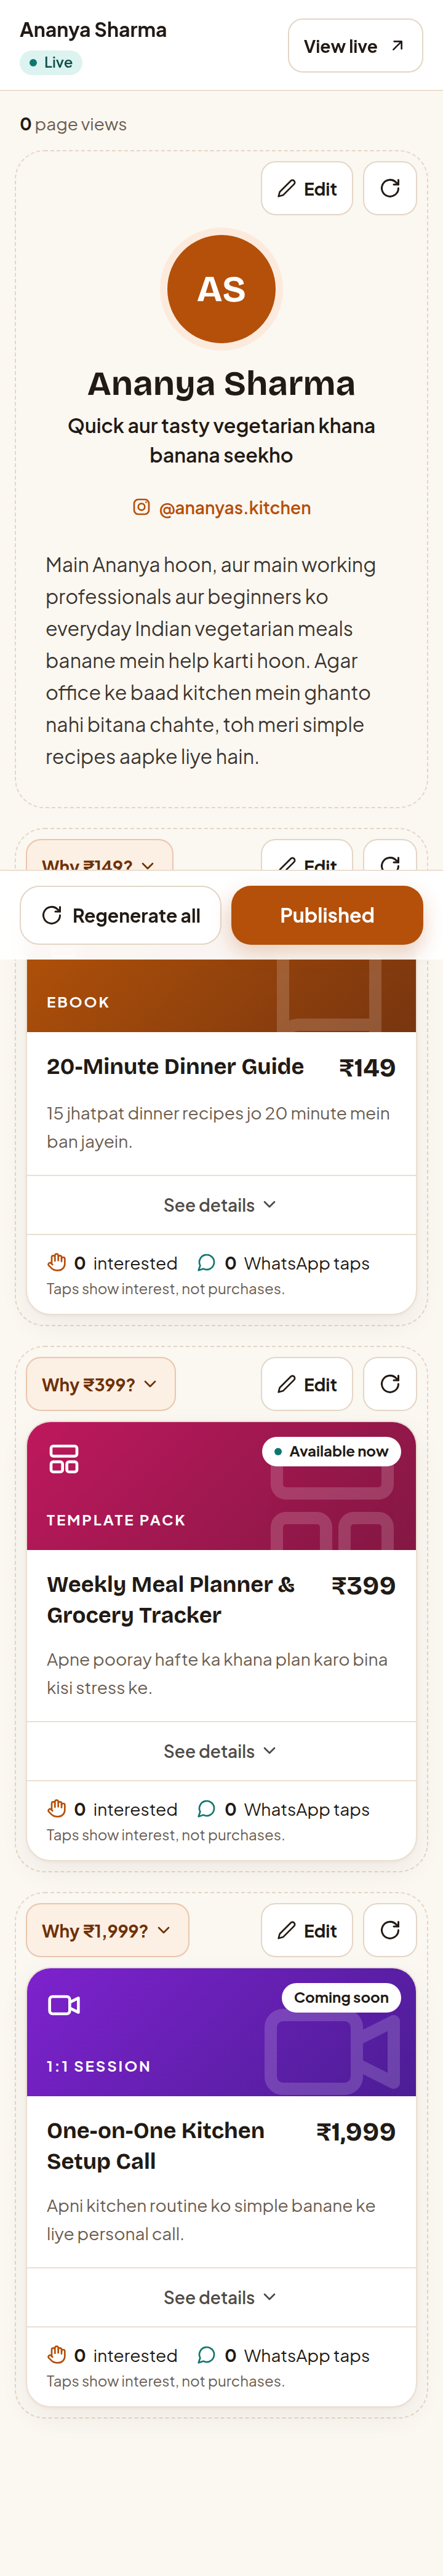 Ananya Sharma
Live
View live
0 page views
Edit
AS
Ananya Sharma
Quick aur tasty vegetarian khana
banana seekho
@ananyas.kitchen
Main Ananya hoon, aur main working
professionals aur beginners ko
everyday Indian vegetarian meals
banane mein help karti hoon. Agar
office ke baad kitchen mein ghanto
nahi bitana chahte, toh meri simple
recipes aapke liye hain.
Why ₹149?
Edit
Regenerate all
Published
EBOOK
20-Minute Dinner Guide
₹149
15 jhatpat dinner recipes jo 20 minute mein
ban jayein.
See details
0 interested
0 WhatsApp taps
Taps show interest, not purchases.
Why ₹399?
Edit
Available now
TEMPLATE PACK
Weekly Meal Planner &
Grocery Tracker
₹399
Apne pooray hafte ka khana plan karo bina
kisi stress ke.
See details
0 interested
0 WhatsApp taps
Taps show interest, not purchases.
Why ₹1,999?
Edit
Coming soon
1:1 SESSION
One-on-One Kitchen
Setup Call
₹1,999
Apni kitchen routine ko simple banane ke
liye personal call.
See details
0 interested
0 WhatsApp taps
Taps show interest, not purchases.